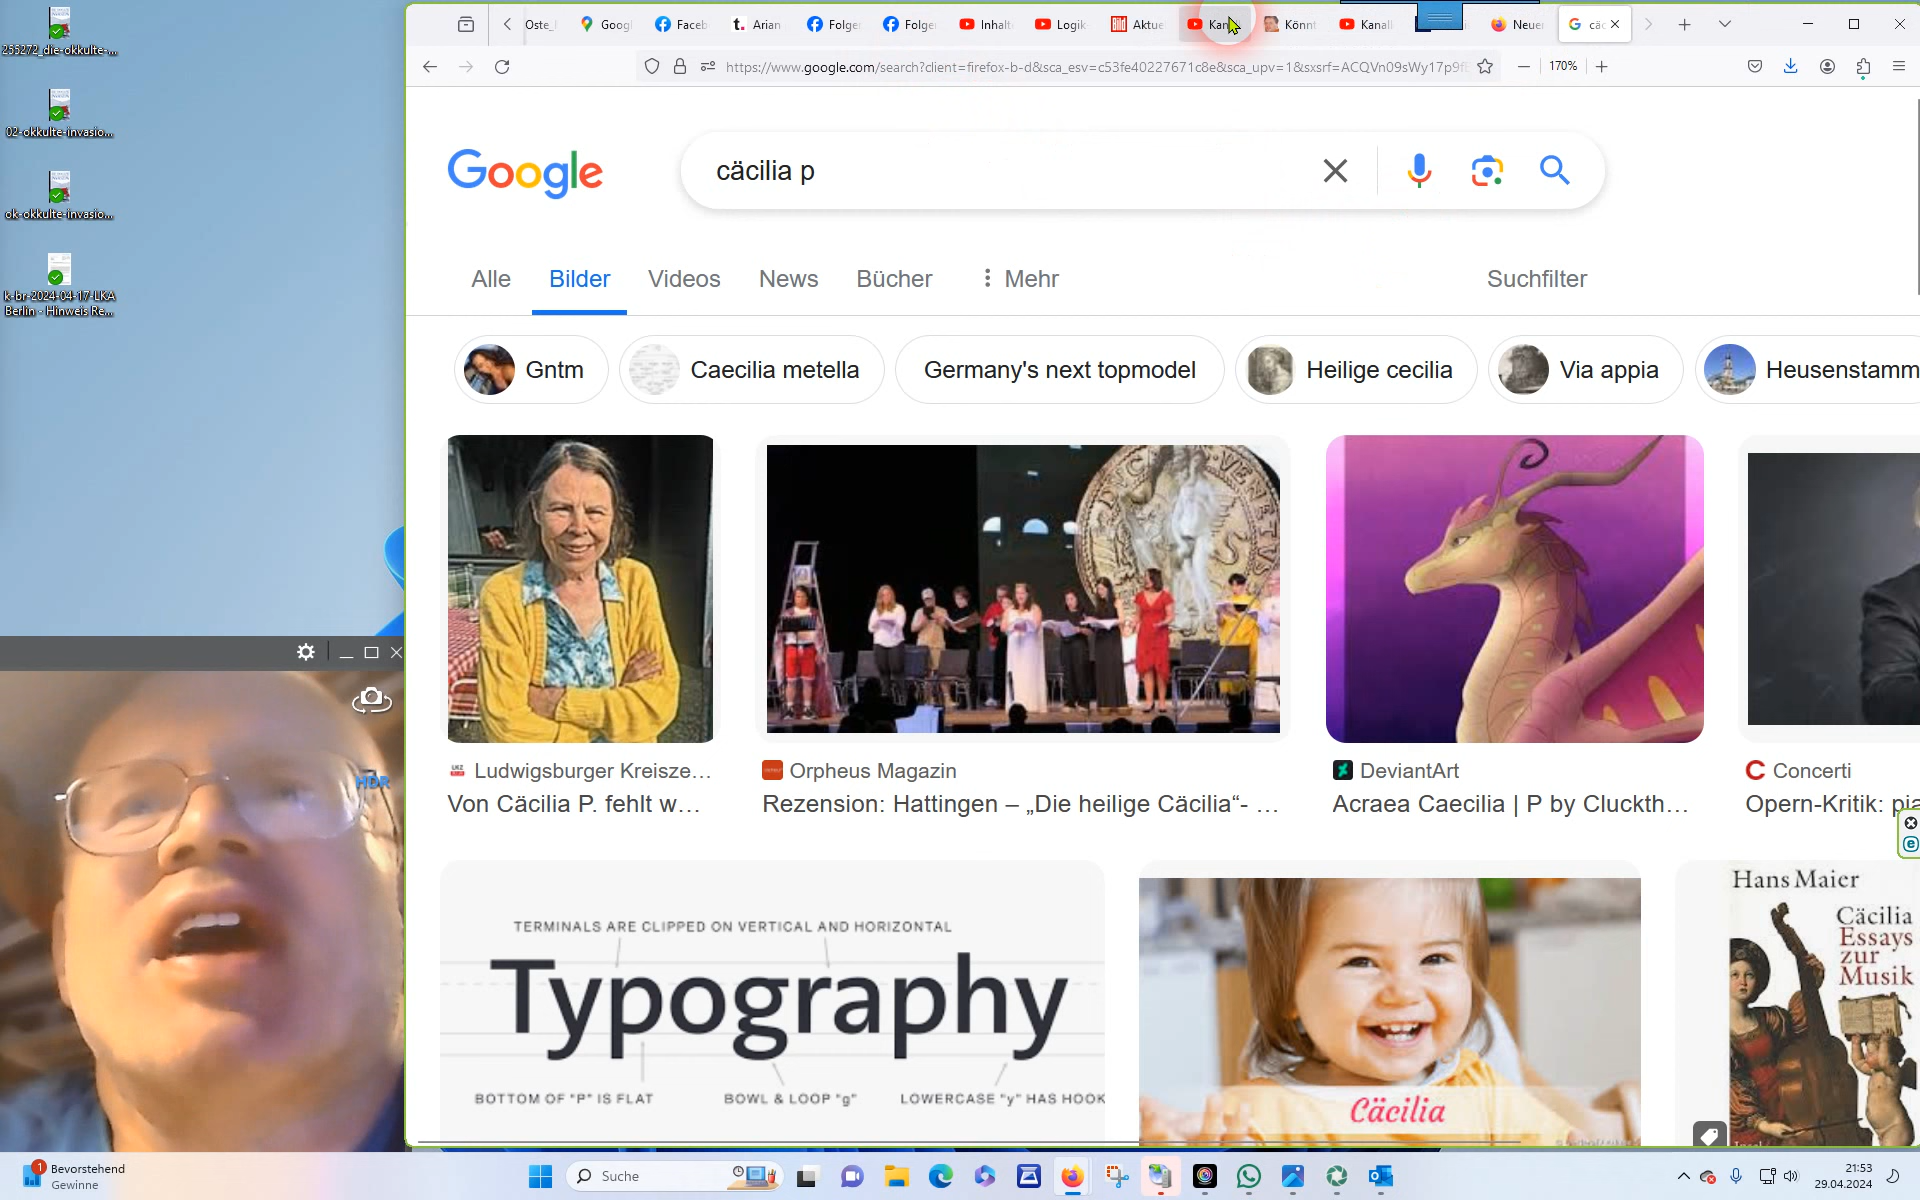 255272_die-okkulte-...
02-okkulte-invasio...
ok-okkulte-invasio...
k-br-2024-04-17-LKA
Berlin - Hinweis Re...
Oste_
Googl
Faceb
Arian
Folge
Folge
Inhalt
Logik
Aktue
Kan
Könnt
Kanal
Neuer
cäc
https://www.google.com/search?client=firefox-b-d&sca_esv=c53fe40227671c8e&sca_upv=1&sxsrf=ACQVn09sWy17p9f
170%
Google
cäcilia p
Alle
Bilder
Videos
News
Bücher
Mehr
Suchfilter
Gntm
Caecilia metella
Germany's next topmodel
Heilige cecilia
Via appia
Heusenstamm
Ludwigsburger Kreisze...
Von Cäcilia P. fehlt w...
Orpheus Magazin
Rezension: Hattingen – „Die heilige Cäcilia“- ...
DeviantArt
Acraea Caecilia | P by Cluckth...
Concerti
Opern-Kritik: pia
HDR
TERMINALS ARE CLIPPED ON VERTICAL AND HORIZONTAL
Typography
BOTTOM OF "P" IS FLAT
BOWL & LOOP "g"
LOWERCASE "y" HAS HOOK
Cäcilia
Hans Maier
Cäcilia
Essays
zur
Musik
1
Bevorstehend
Gewinne
Suche
21:53
29.04.2024